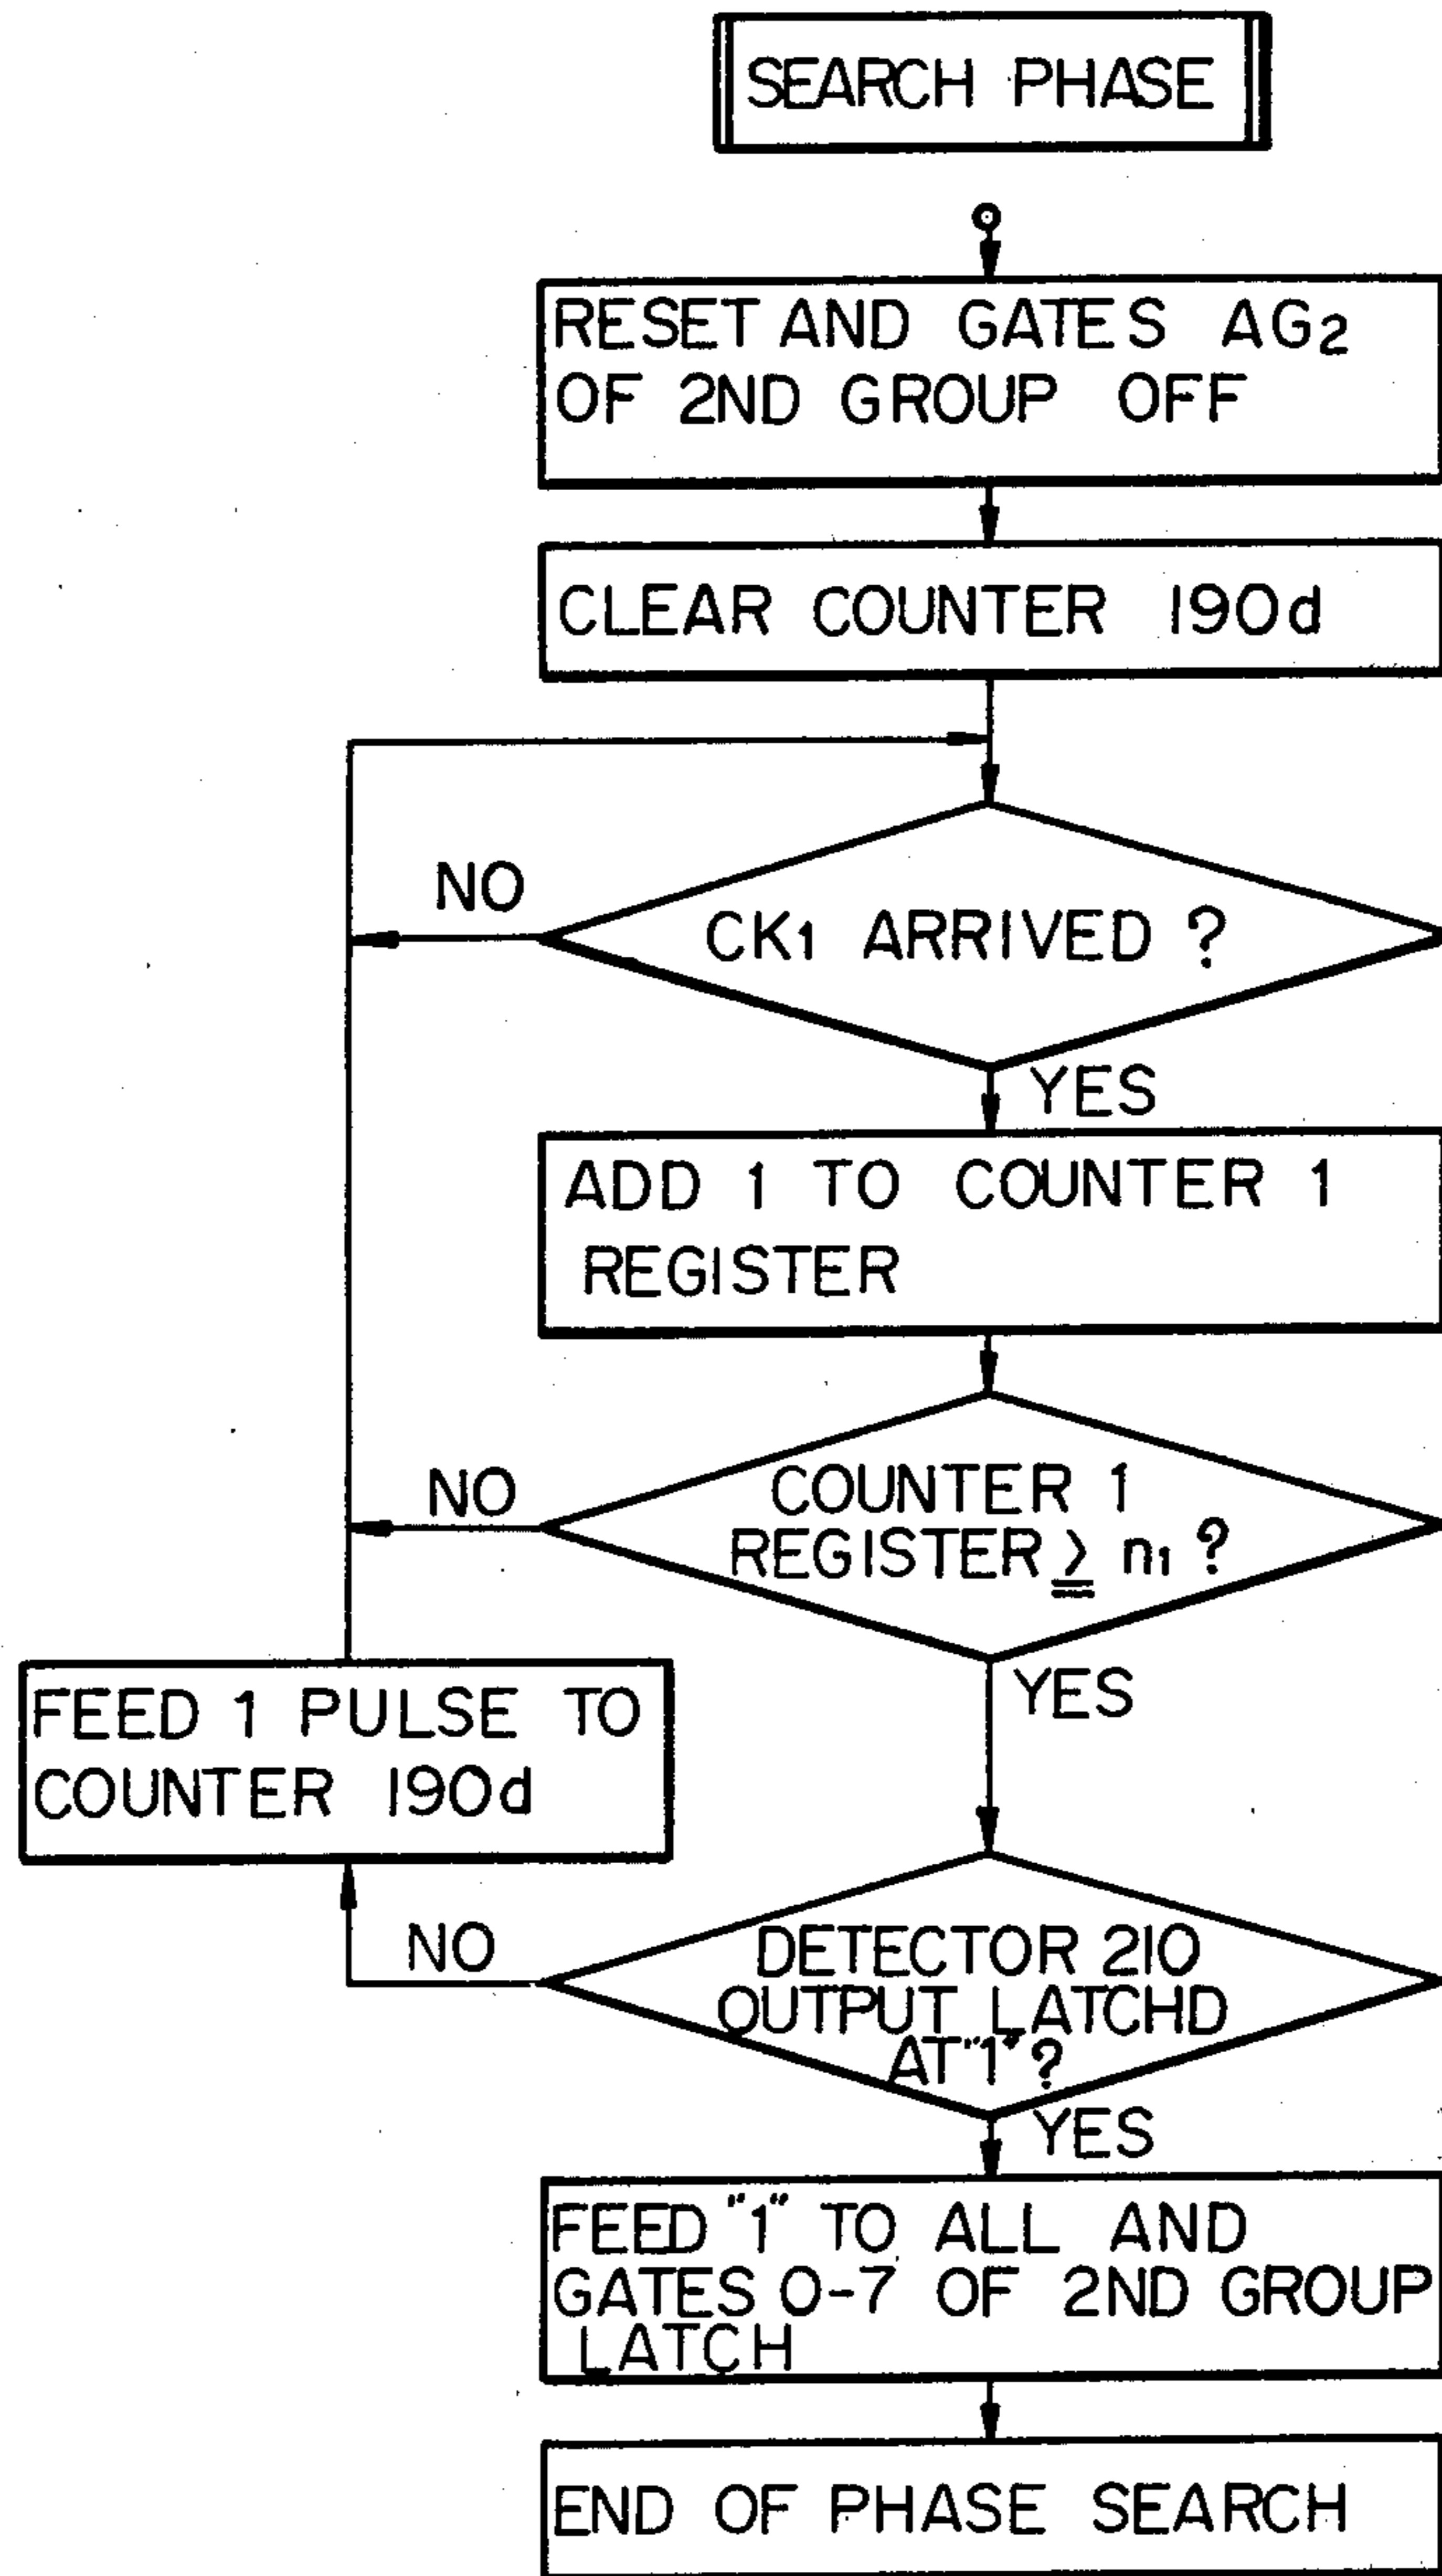 SEARCH PHASE
RESET AND GATES AG2
OF 2ND GROUP OFF
CLEAR COUNTER 190d
NO
CK1 ARRIVED ?
YES
ADD 1 TO COUNTER 1
REGISTER
NO
COUNTER 1
REGISTER ≧ n1 ?
YES
FEED 1 PULSE TO
COUNTER 190d
NO
DETECTOR 210
OUTPUT LATCHD
AT "1" ?
YES
FEED "1" TO ALL AND
GATES 0-7 OF 2ND GROUP
LATCH
END OF PHASE SEARCH